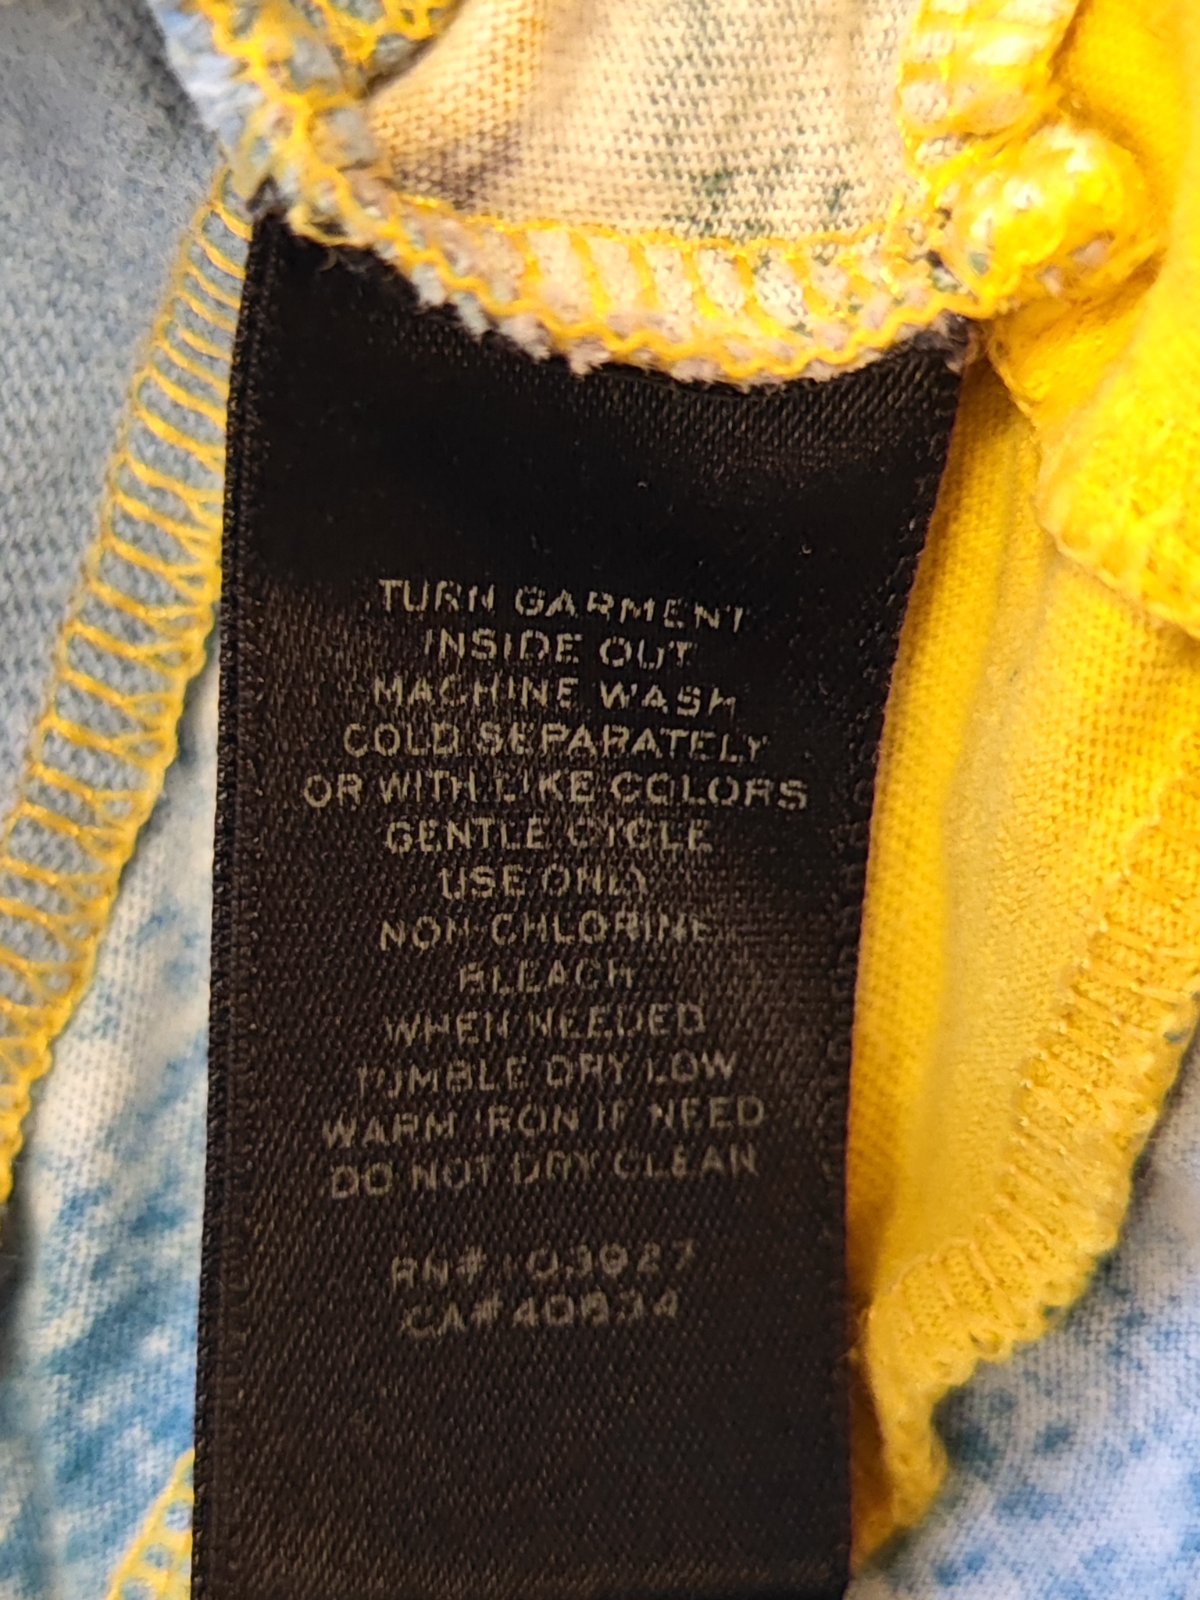 TURN GARMENT
INSIDE OUT
MACHINE WASH
COLD SEPARATELY
OR WITH LIKE COLORS
GENTLE CYCLE
USE ONLY
NON-CHLORINE
BLEACH
WHEN NEEDED
TUMBLE DRY LOW
WARM IRON IF NEED
DO NOT DRY CLEAN
RN#
CA#